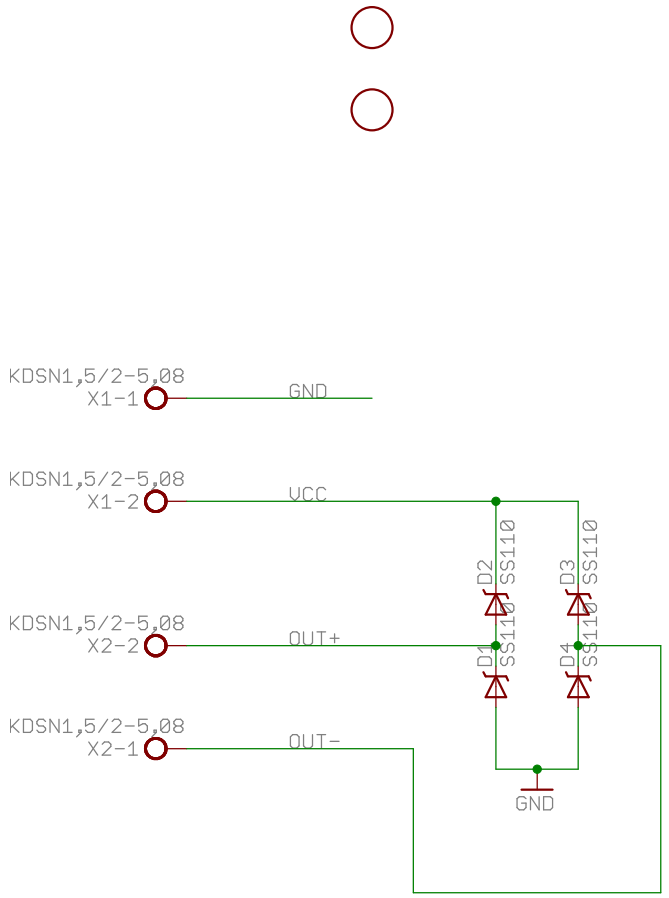 KDSN1,5/2-5,08
X1-1
GND
KDSN1,5/2-5,08
X1-2
VCC
D2
SS110
D3
SS110
KDSN1,5/2-5,08
X2-2
OUT+
D1
SS110
D4
SS110
KDSN1,5/2-5,08
X2-1
OUT-
GND